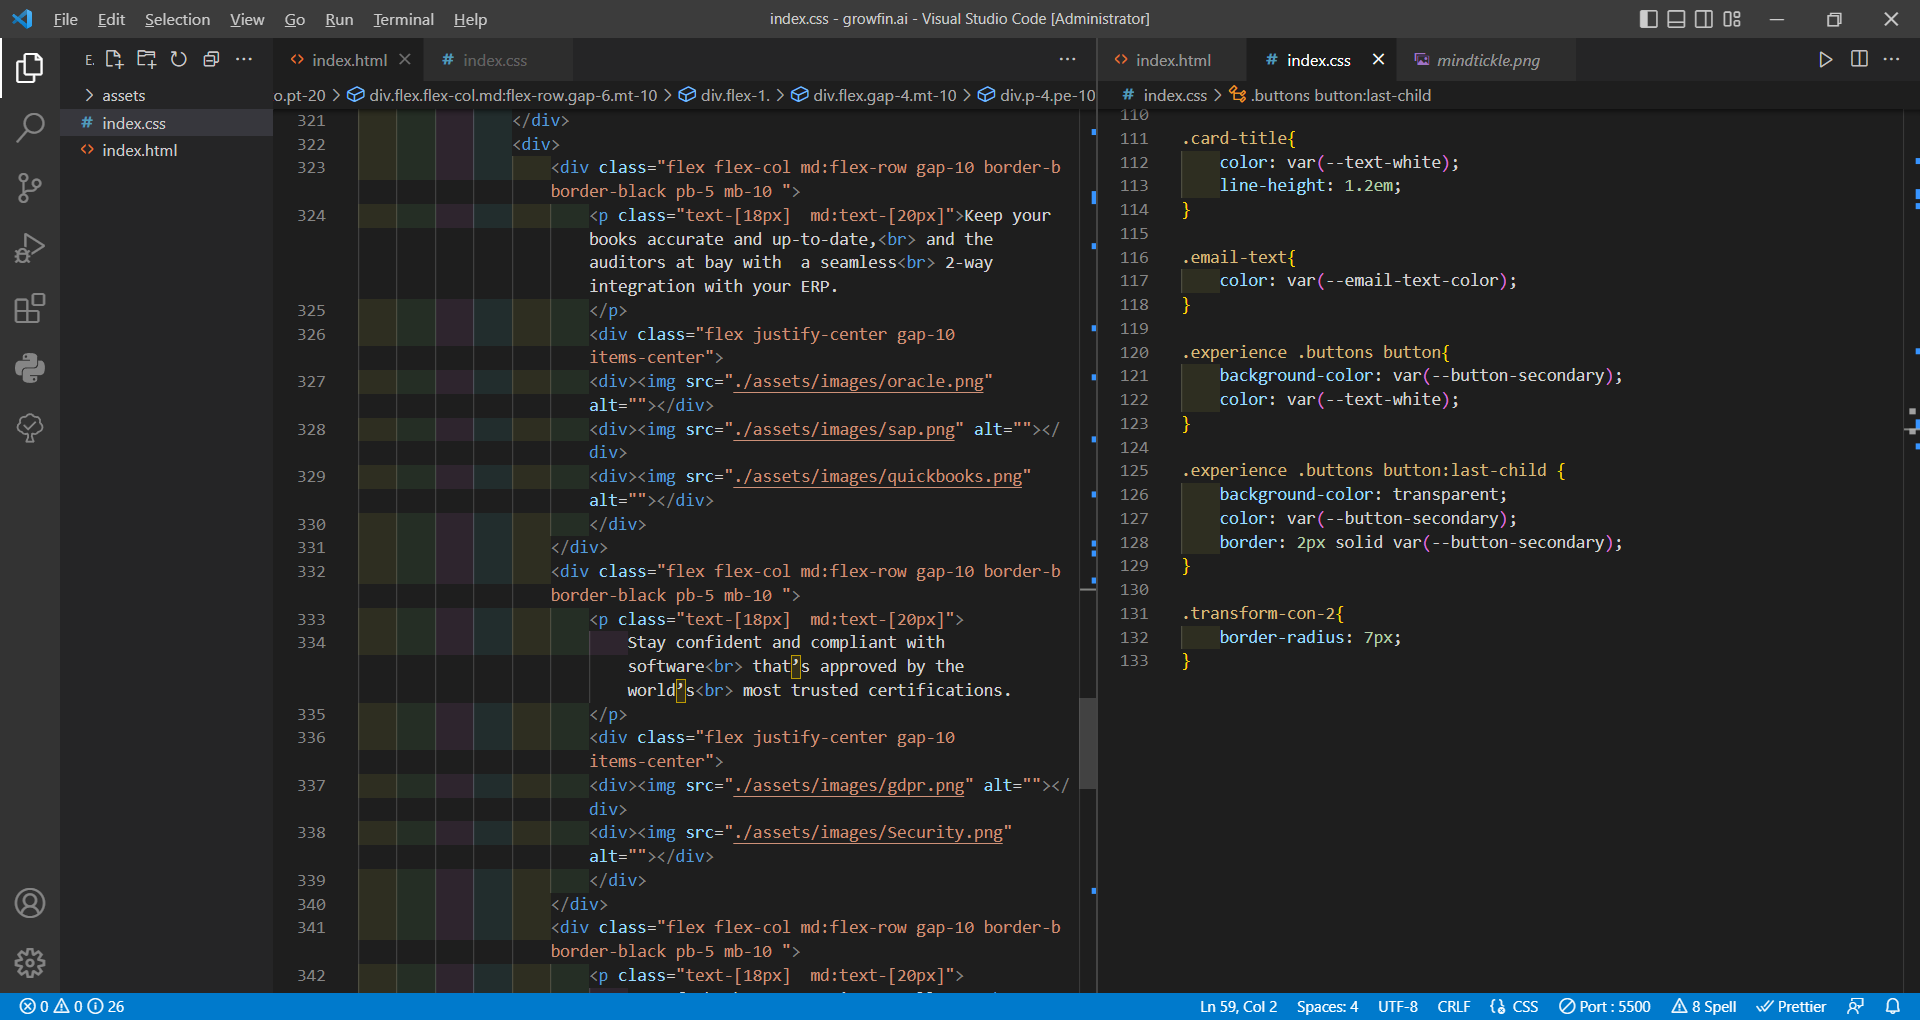 File Edit Selection View Go Run Terminal Help
index.css - growfin.ai - Visual Studio Code [Administrator]
E.
assets
index.css
index.html
index.html
index.css
o.pt-20 > div.flex.flex-col.md:flex-row.gap-6.mt-10 > div.flex-1. > div.flex.gap-4.mt-10 > div.p-4.pe-10
321 </div>
322 <div>
323 <div class="flex flex-col md:flex-row gap-10 border-b
border-black pb-5 mb-10 ">
324 <p class="text-[18px]  md:text-[20px]">Keep your
books accurate and up-to-date,<br> and the
auditors at bay with  a seamless<br> 2-way
integration with your ERP.
325 </p>
326 <div class="flex justify-center gap-10
items-center">
327 <div><img src="./assets/images/oracle.png"
alt=""></div>
328 <div><img src="./assets/images/sap.png" alt=""></
div>
329 <div><img src="./assets/images/quickbooks.png"
alt=""></div>
330 </div>
331 </div>
332 <div class="flex flex-col md:flex-row gap-10 border-b
border-black pb-5 mb-10 ">
333 <p class="text-[18px]  md:text-[20px]">
334 Stay confident and compliant with
software<br> that’s approved by the
world’s<br> most trusted certifications.
335 </p>
336 <div class="flex justify-center gap-10
items-center">
337 <div><img src="./assets/images/gdpr.png" alt=""></
div>
338 <div><img src="./assets/images/Security.png"
alt=""></div>
339 </div>
340 </div>
341 <div class="flex flex-col md:flex-row gap-10 border-b
border-black pb-5 mb-10 ">
342 <p class="text-[18px]  md:text-[20px]">
index.html
index.css
mindtickle.png
index.css > .buttons button:last-child
110
111 .card-title{
112 color: var(--text-white);
113 line-height: 1.2em;
114 }
115
116 .email-text{
117 color: var(--email-text-color);
118 }
119
120 .experience .buttons button{
121 background-color: var(--button-secondary);
122 color: var(--text-white);
123 }
124
125 .experience .buttons button:last-child {
126 background-color: transparent;
127 color: var(--button-secondary);
128 border: 2px solid var(--button-secondary);
129 }
130
131 .transform-con-2{
132 border-radius: 7px;
133 }
0 0 26
Ln 59, Col 2 Spaces: 4 UTF-8 CRLF CSS Port : 5500 8 Spell Prettier